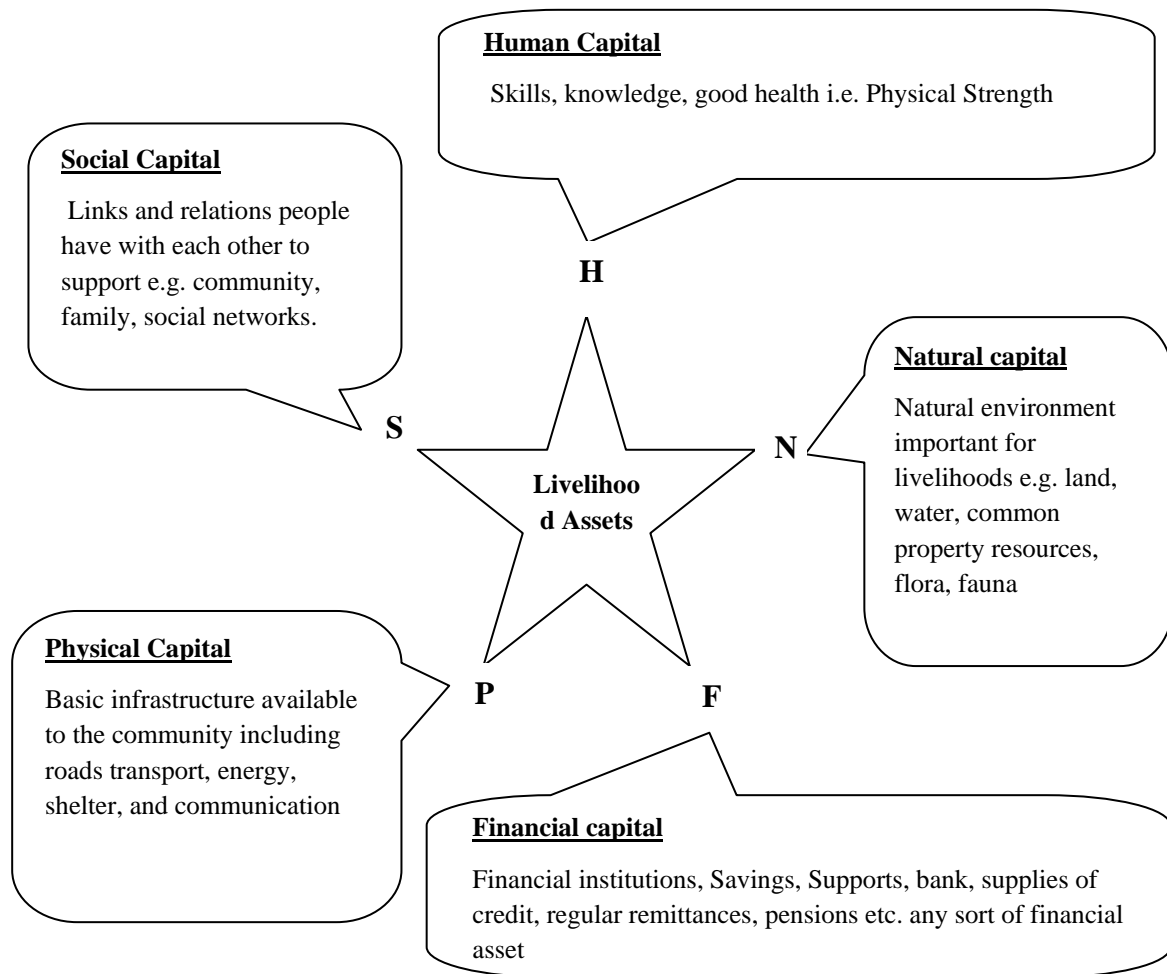 Human Capital
Skills, knowledge, good health i.e. Physical Strength
Social Capital
Links and relations people
have with each other to
support e.g. community,
family, social networks.
H
Natural capital
Natural environment
important for
livelihoods e.g. land,
water, common
property resources,
flora, fauna
S
N
Livelihoo
d Assets
Physical Capital
Basic infrastructure available
to the community including
roads transport, energy,
shelter, and communication
P
F
Financial capital
Financial institutions, Savings, Supports, bank, supplies of
credit, regular remittances, pensions etc. any sort of financial
asset